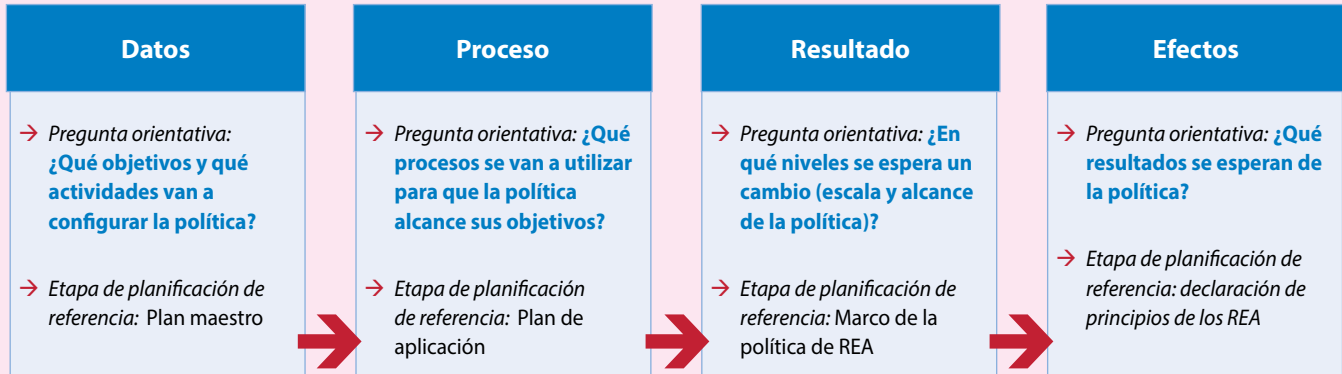 Datos
→ Pregunta orientativa:
¿Qué objetivos y qué
actividades van a
configurar la política?
→ Etapa de planificación de
referencia: Plan maestro
Proceso
→ Pregunta orientativa: ¿Qué
procesos se van a utilizar
para que la política
alcance sus objetivos?
→ Etapa de planificación
de referencia: Plan de
aplicación
Resultado
→ Pregunta orientativa: ¿En
qué niveles se espera un
cambio (escala y alcance
de la política)?
→ Etapa de planificación de
referencia: Marco de la
política de REA
Efectos
→ Pregunta orientativa: ¿Qué
resultados se esperan de
la política?
→ Etapa de planificación de
referencia: declaración de
principios de los REA